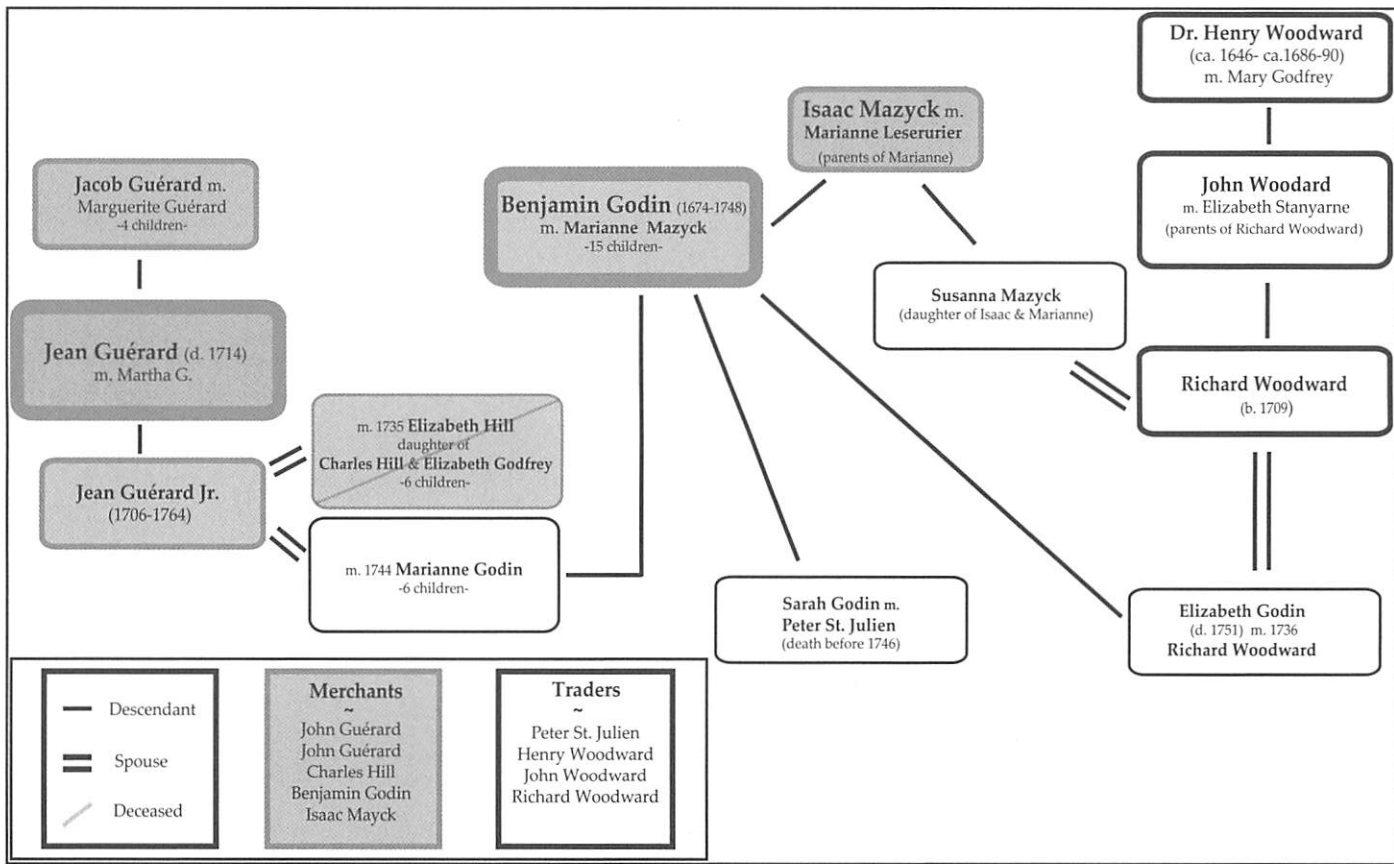 Dr. Henry Woodward
(ca. 1646- ca.1686-90)
m. Mary Godfrey
Isaac Mazyck m.
Marianne Leserurier
(parents of Marianne)
Jacob Guérard m.
Marguerite Guérard
-4 children-
Benjamin Godin (1674-1748)
m. Marianne Mazyck
-15 children-
John Woodard
m. Elizabeth Stanyarne
(parents of Richard Woodward)
Susanna Mazyck
(daughter of Isaac & Marianne)
Jean Guérard (d. 1714)
m. Martha G.
Richard Woodward
(b. 1709)
m. 1735 Elizabeth Hill
daughter of
Charles Hill & Elizabeth Godfrey
-6 children-
Jean Guérard Jr.
(1706-1764)
m. 1744 Marianne Godin
-6 children-
Sarah Godin m.
Peter St. Julien
(death before 1746)
Elizabeth Godin
(d. 1751) m. 1736
Richard Woodward
Descendant
Spouse
Deceased
Merchants
~
John Guérard
John Guérard
Charles Hill
Benjamin Godin
Isaac Mayck
Traders
~
Peter St. Julien
Henry Woodward
John Woodward
Richard Woodward